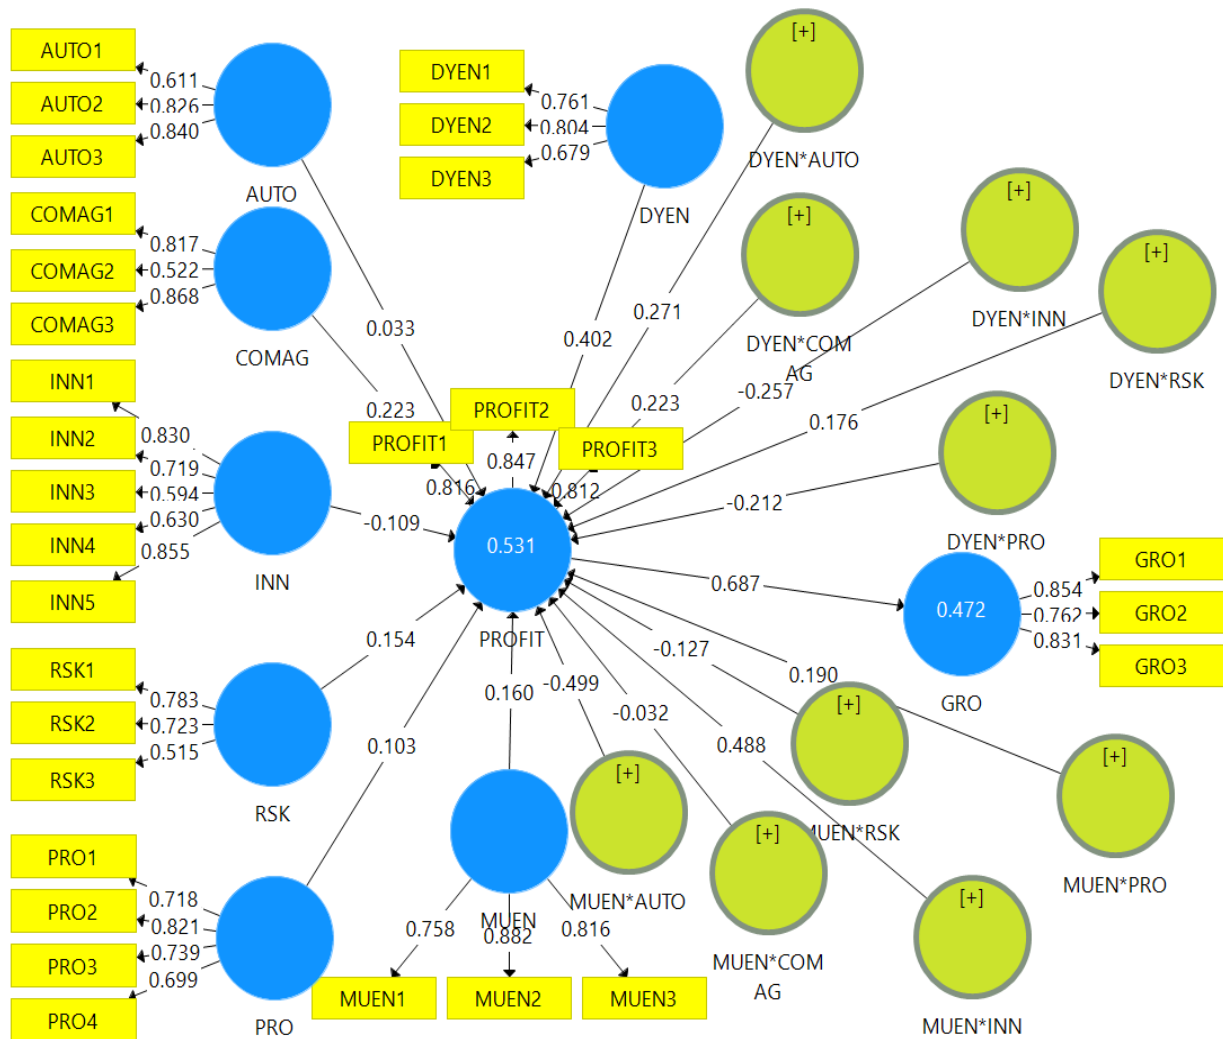 AUTO1
AUTO2
AUTO3
0.611
0.826
0.840
AUTO
COMAG1
COMAG2
COMAG3
0.817
0.522
0.868
COMAG
INN1
INN2
INN3
INN4
INN5
0.830
0.719
0.594
0.630
0.855
INN
RSK1
RSK2
RSK3
0.783
0.723
0.515
RSK
PRO1
PRO2
PRO3
PRO4
0.718
0.821
0.739
0.699
PRO
DYEN1
DYEN2
DYEN3
0.761
0.804
0.679
DYEN
[+]
DYEN*AUTO
[+]
DYEN*COM
AG
[+]
DYEN*INN
[+]
DYEN*RSK
[+]
DYEN*PRO
0.033
0.223
-0.109
0.154
0.103
0.402
0.271
0.223
-0.257
0.176
-0.212
PROFIT1
PROFIT2
PROFIT3
0.816
0.847
0.812
0.531
PROFIT
0.687
0.472
GRO
0.854
0.762
0.831
GRO1
GRO2
GRO3
0.160
-0.499
-0.032
0.488
-0.127
0.190
MUEN
0.758
0.882
0.816
MUEN1
MUEN2
MUEN3
[+]
MUEN*AUTO
[+]
MUEN*COM
AG
[+]
MUEN*RSK
[+]
MUEN*INN
[+]
MUEN*PRO